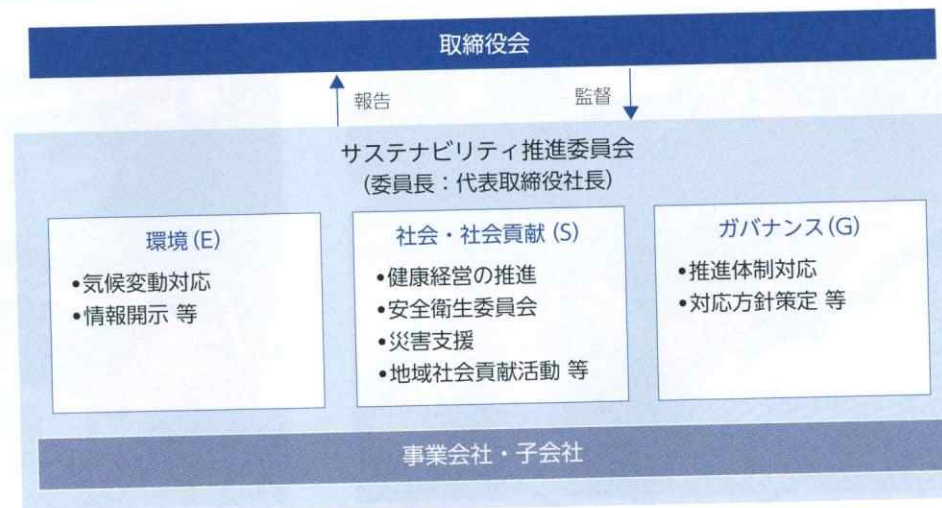 取締役会
報告
監督
サステナビリティ推進委員会
(委員長:代表取締役社長)
環境(E)
•気候変動対応
•情報開示 等
社会・社会貢献(S)
•健康経営の推進
•安全衛生委員会
•災害支援
•地域社会貢献活動 等
ガバナンス(G)
•推進体制対応
•対応方針策定 等
事業会社・子会社